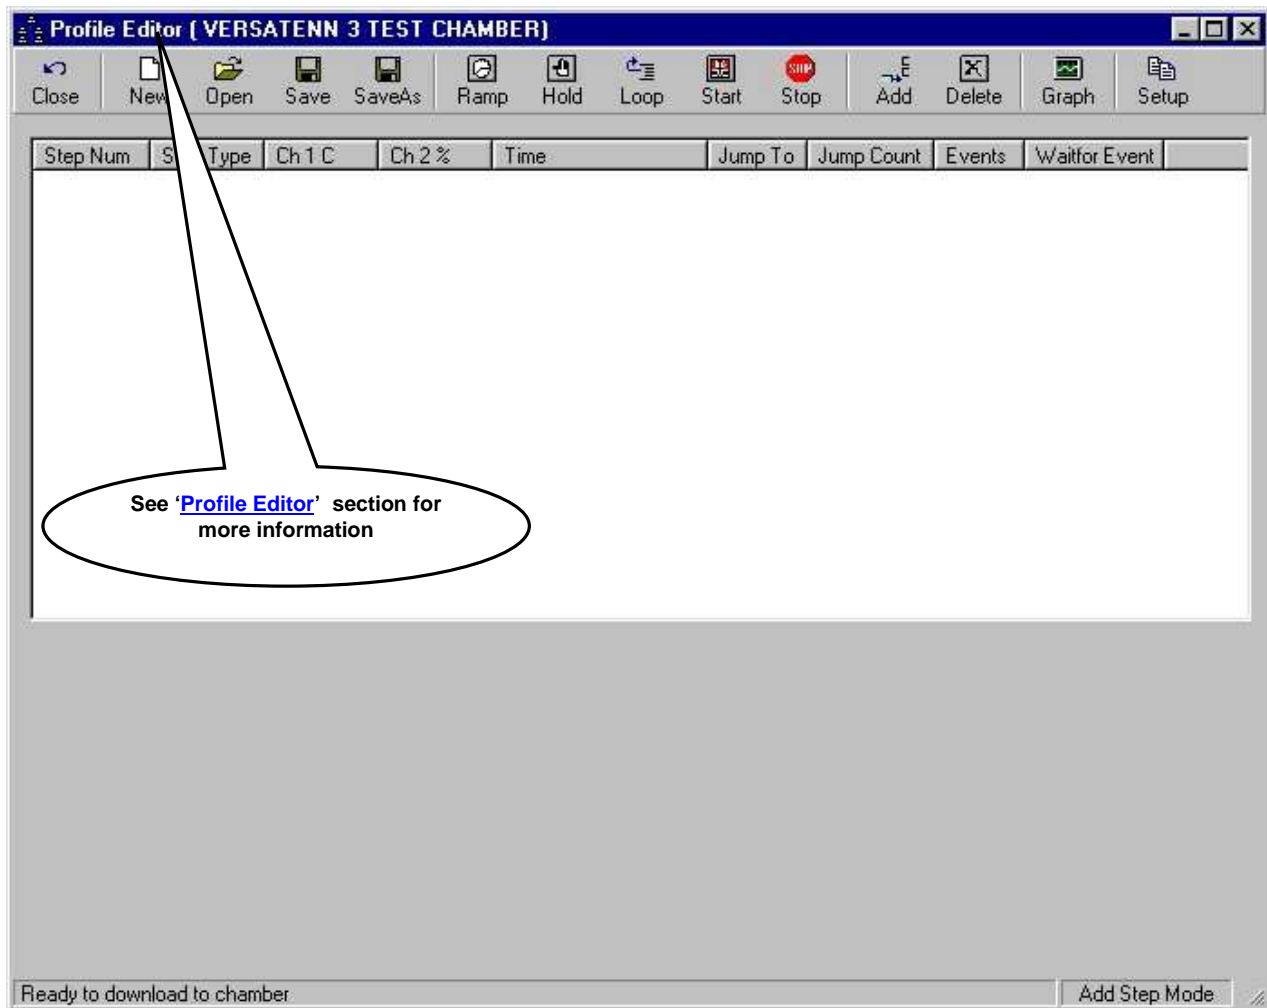 Profile Editor ( VERSATENN 3 TEST CHAMBER)
Close New Open Save SaveAs Ramp Hold Loop Start Stop Add Delete Graph Setup
Step Num Type Ch 1 C Ch 2 % Time Jump To Jump Count Events Waitfor Event
See ‘Profile Editor’ section for
more information
Ready to download to chamber Add Step Mode